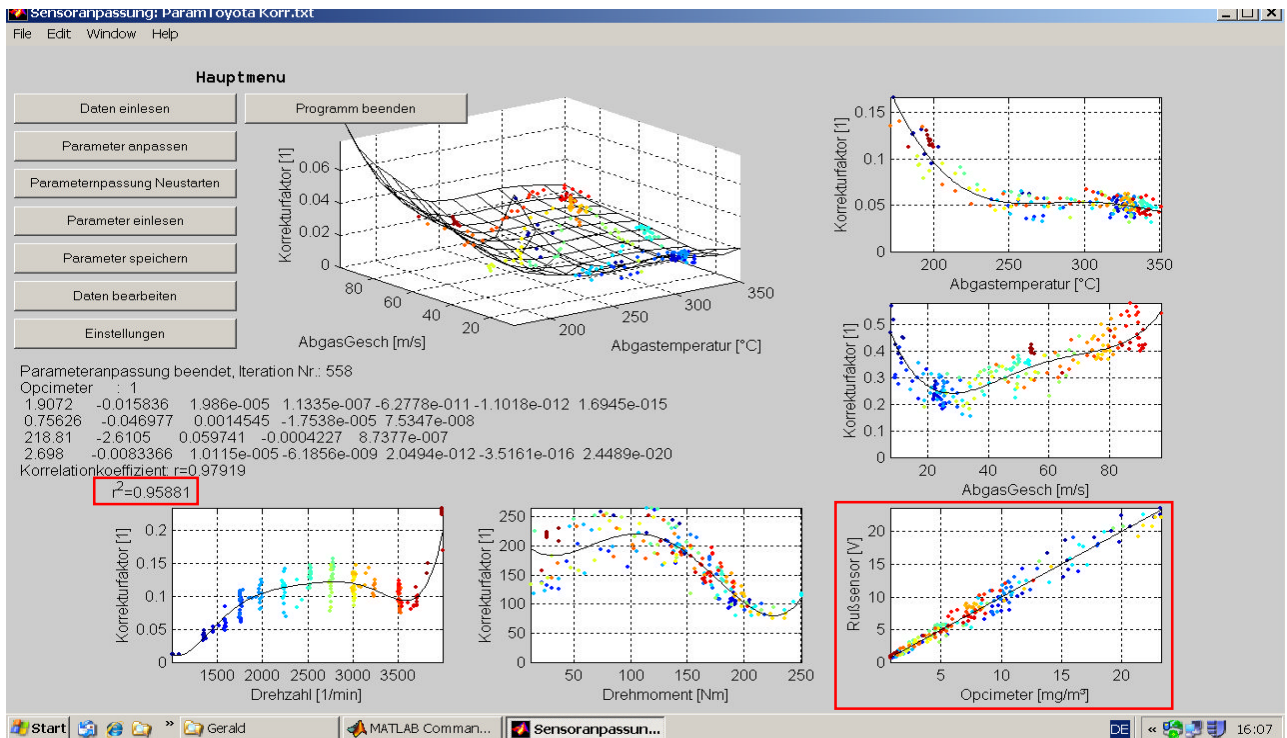 Sensoranpassung: ParamToyota Korr.txt
File Edit Window Help
Hauptmenu
Daten einlesen
Programm beenden
Parameter anpassen
Parameternpassung Neustarten
Parameter einlesen
Parameter speichern
Daten bearbeiten
Einstellungen
Korrekturfaktor [1]
0.06
0.04
0.02
0
80
60
40
20
AbgasGesch [m/s]
200
250
300
350
Abgastemperatur [°C]
Korrekturfaktor [1]
0.15
0.1
0.05
0
200 250 300 350
Abgastemperatur [°C]
Korrekturfaktor [1]
0.5
0.4
0.3
0.2
0.1
0
20 40 60 80
AbgasGesch [m/s]
Parameteranpassung beendet, Iteration Nr.: 558
Opcimeter : 1
1.9072 -0.015836 1.986e-005 1.1335e-007 -6.2778e-011 -1.1018e-012 1.6945e-015
0.75626 -0.046977 0.0014545 -1.7538e-005 7.5347e-008
218.81 -2.6105 0.059741 -0.0004227 8.7377e-007
2.698 -0.0083366 1.0115e-005 -6.1856e-009 2.0494e-012 -3.5161e-016 2.4489e-020
Korrelationkoeffizient: r=0.97919
r²=0.95881
Korrekturfaktor [1]
0.2
0.15
0.1
0.05
0
1500 2000 2500 3000 3500
Drehzahl [1/min]
Korrekturfaktor [1]
250
200
150
100
50
0
50 100 150 200 250
Drehmoment [Nm]
Rußsensor [V]
20
15
10
5
0
5 10 15 20
Opcimeter [mg/m³]
Start » Gerald MATLAB Comman... Sensoranpassun... DE « 16:07